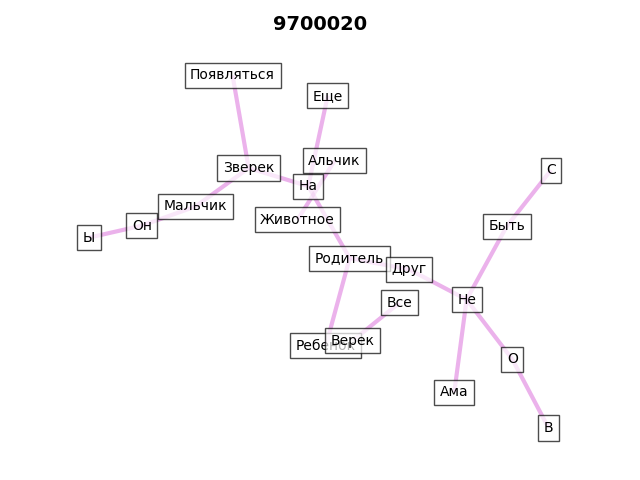 9700020
Появляться
Еще
Альчик
С
Зверек
На
Мальчик
Животное
Он
Быть
Ы
Родитель
Друг
Не
Все
Верек
Ребенок
О
Ама
В